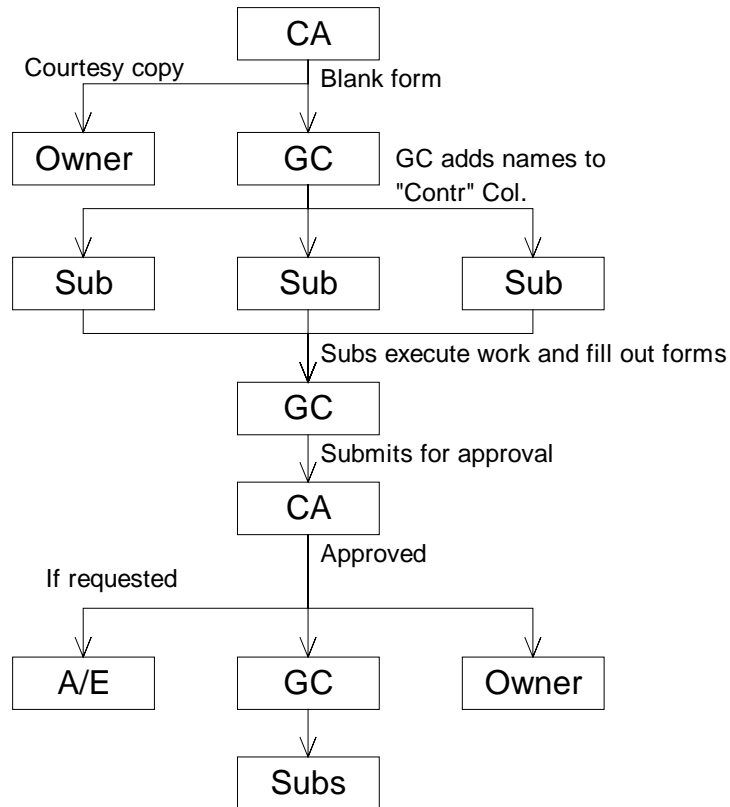 CA
Courtesy copy
Blank form
Owner
GC
GC adds names to
"Contr" Col.
Sub
Sub
Sub
Subs execute work and fill out forms
GC
Submits for approval
CA
Approved
If requested
A/E
GC
Owner
Subs